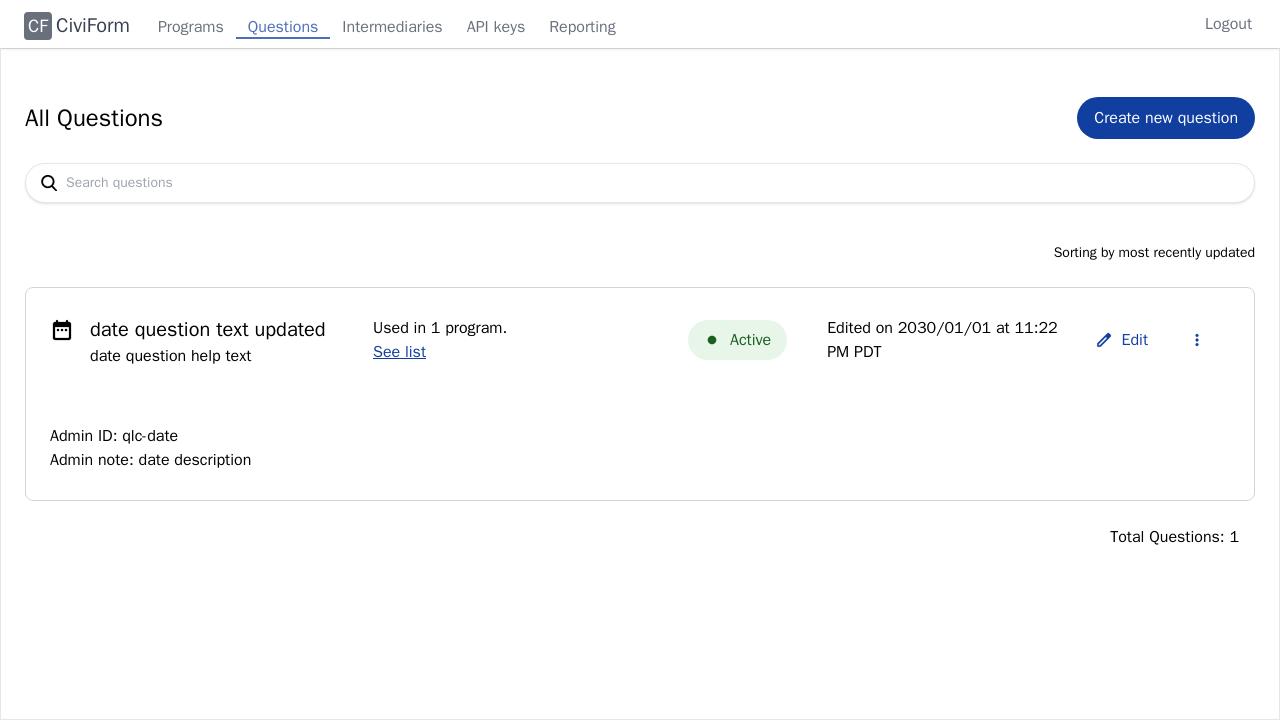 CF CiviForm Programs Questions Intermediaries API keys Reporting Logout
All Questions
Create new question
Search questions
Sorting by most recently updated
date question text updated
date question help text
Used in 1 program.
See list
Active
Edited on 2030/01/01 at 11:22
PM PDT
Edit
Admin ID: qlc-date
Admin note: date description
Total Questions: 1